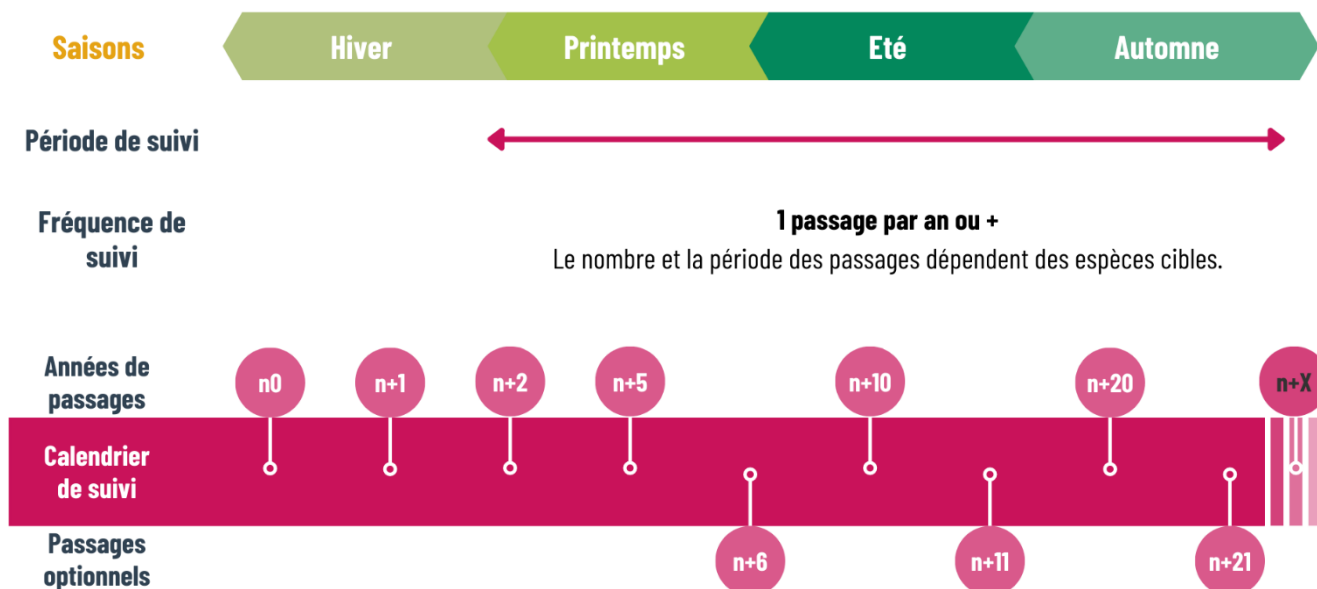 Saisons
Hiver
Printemps
Eté
Automne
Période de suivi
Fréquence de
suivi
1 passage par an ou +
Le nombre et la période des passages dépendent des espèces cibles.
Années de
passages
n0
n+1
n+2
n+5
n+10
n+20
n+X
Calendrier
de suivi
Passages
optionnels
n+6
n+11
n+21